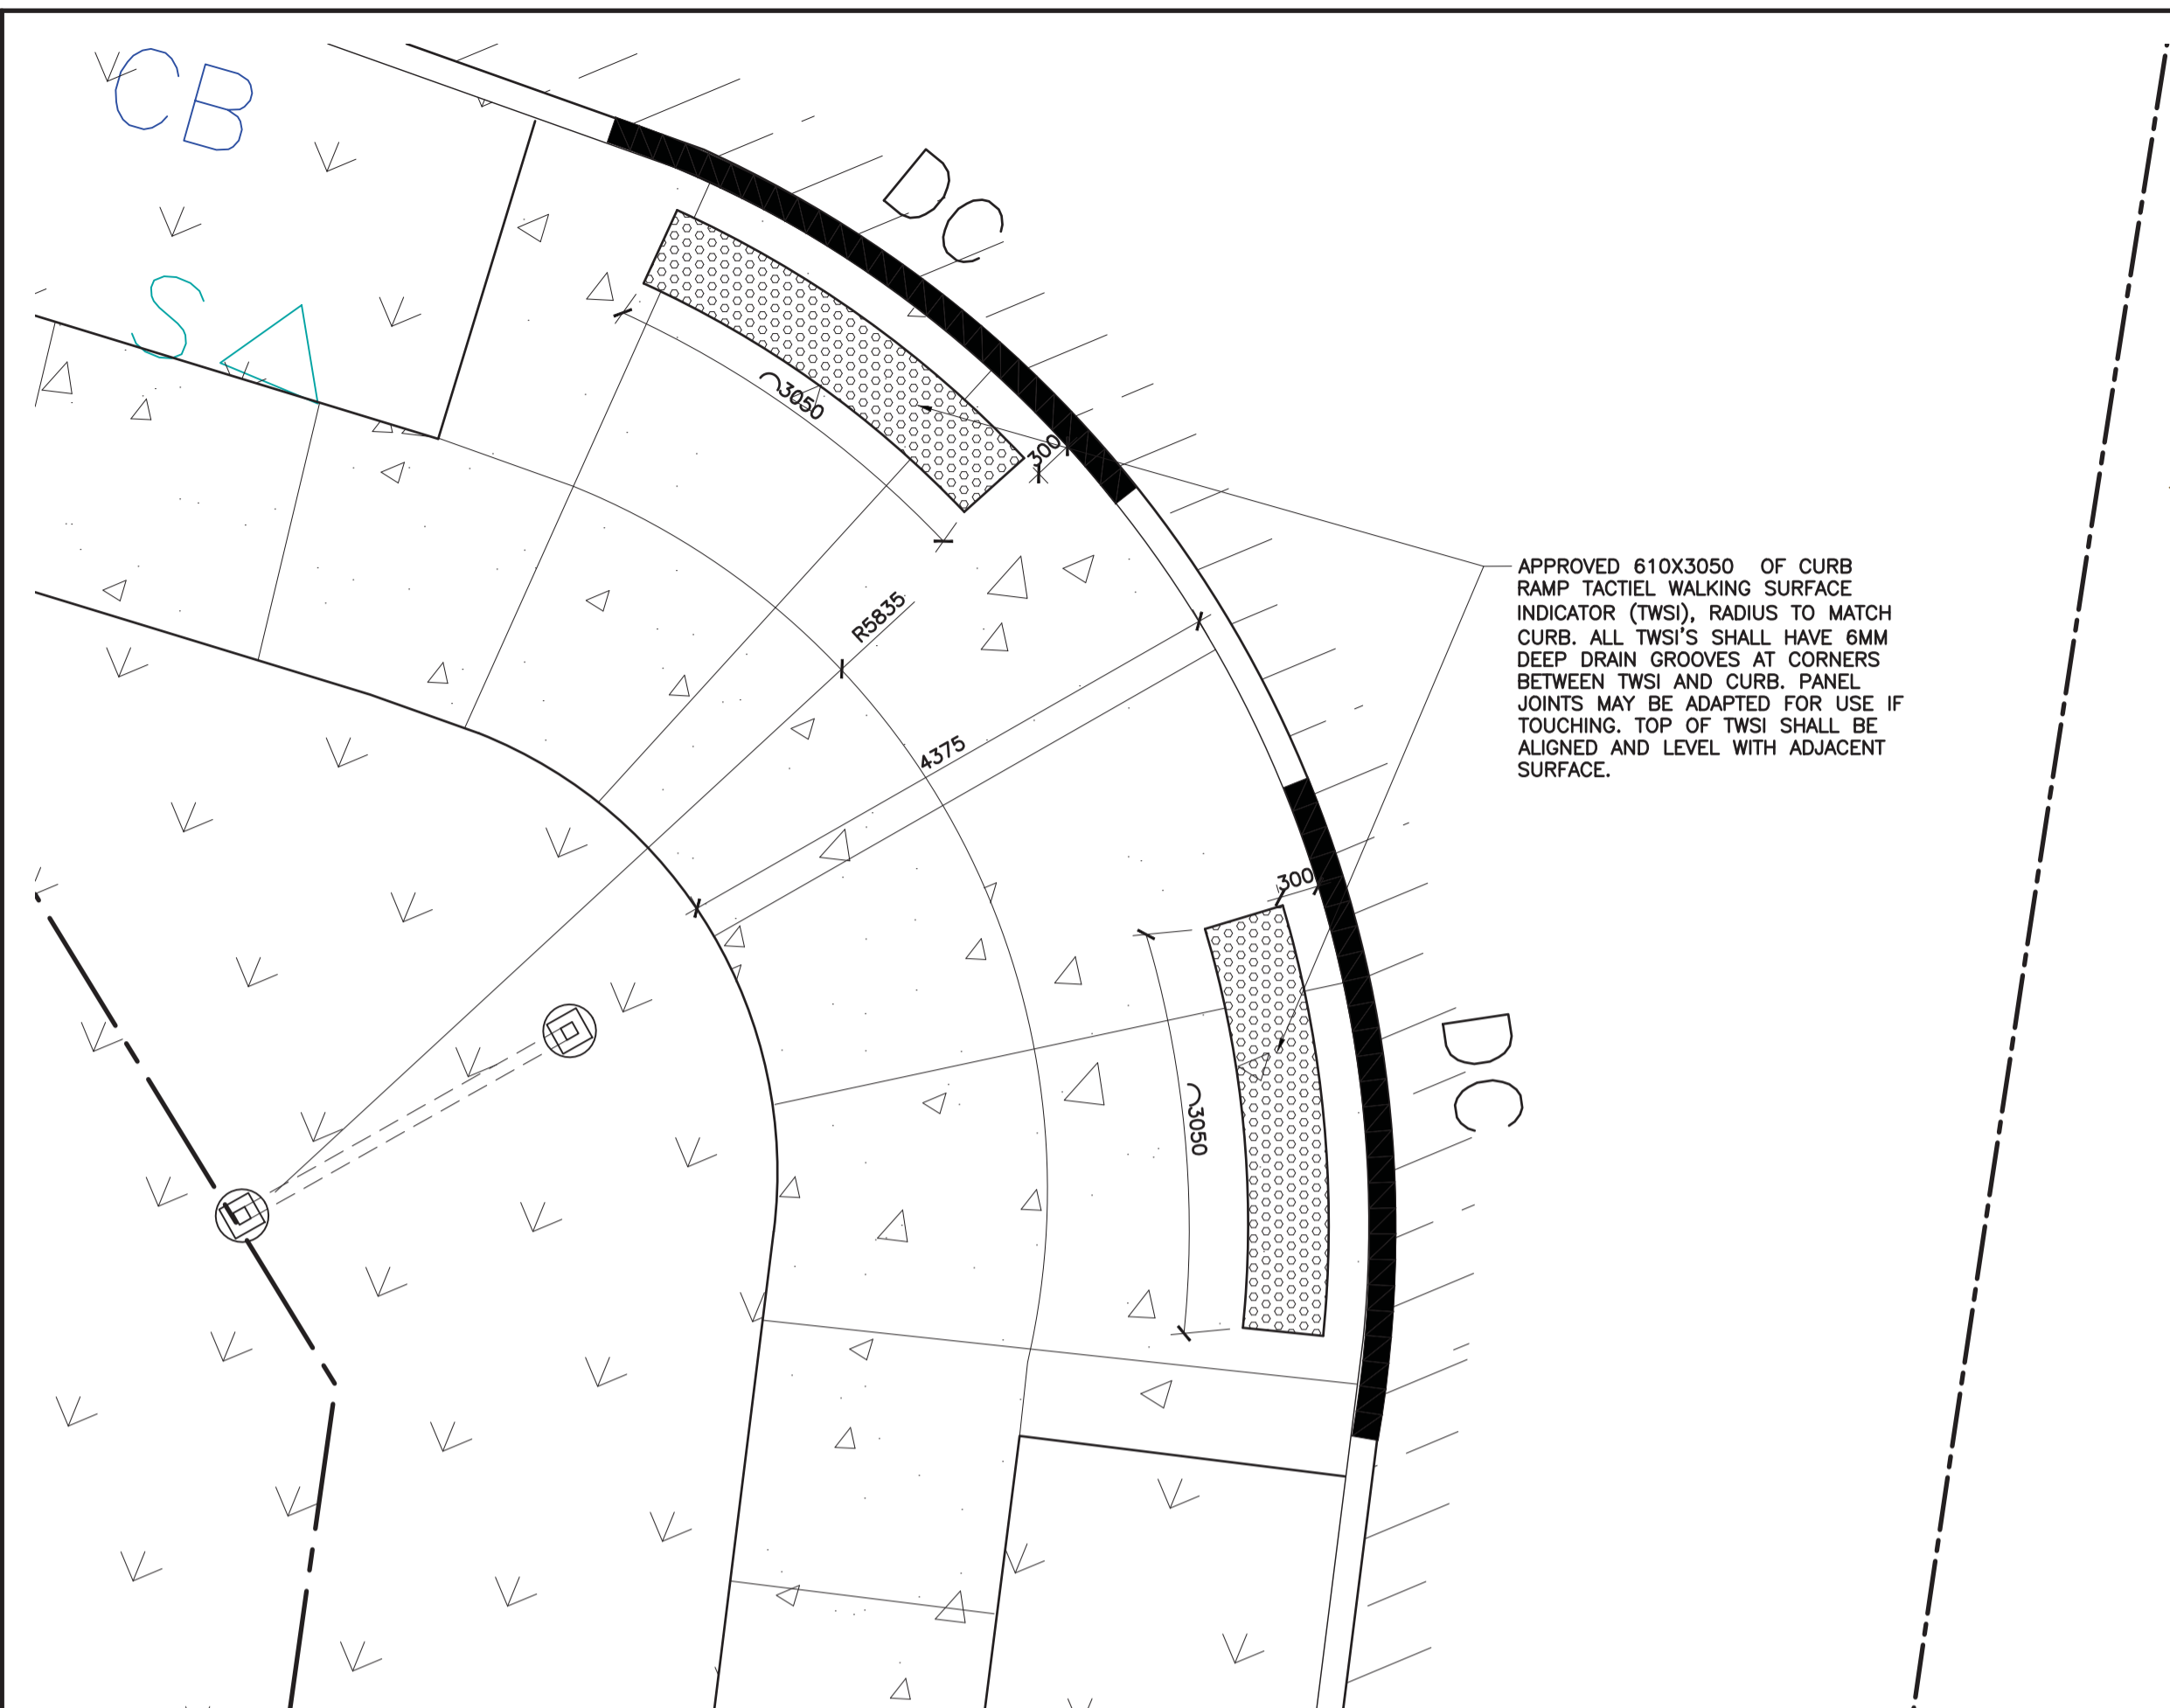 CB
DC
S
3050
300
R5835
4375
APPROVED 610X3050 OF CURB
RAMP TACTIEL WALKING SURFACE
INDICATOR (TWSI), RADIUS TO MATCH
CURB. ALL TWSI'S SHALL HAVE 6MM
DEEP DRAIN GROOVES AT CORNERS
BETWEEN TWSI AND CURB. PANEL
JOINTS MAY BE ADAPTED FOR USE IF
TOUCHING. TOP OF TWSI SHALL BE
ALIGNED AND LEVEL WITH ADJACENT
SURFACE.
300
3050
DC